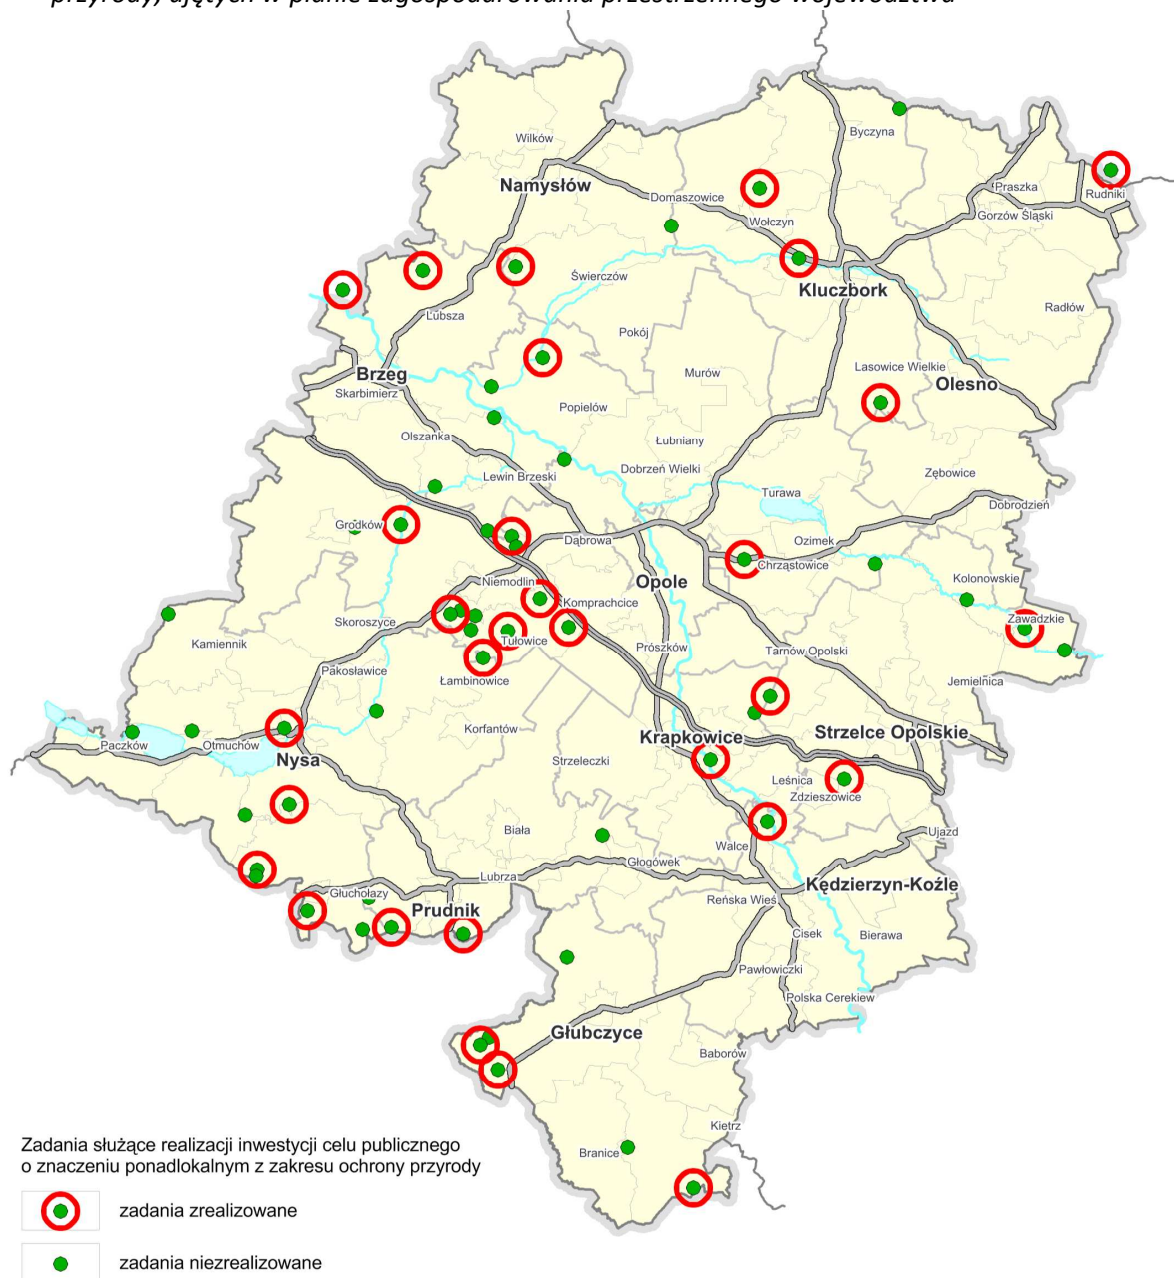 przyrody, ujętych w planie zagospodarowania przestrzennego województwa
Wilków
Byczyna
Namysłów
Domaszowice
Praszka
Rudniki
Wołczyn
Gorzów Śląski
Świerczów
Kluczbork
Lubsza
Radłów
Pokój
Brzeg
Murów
Lasowice Wielkie
Olesno
Skarbimierz
Popielów
Olszanka
Łubniany
Lewin Brzeski
Dobrzeń Wielki
Zębowice
Turawa
Dobrodzień
Grodków
Dąbrowa
Ozimek
Chrząstowice
Niemodlin
Opole
Kolonowskie
Komprachcice
Skoroszyce
Zawadzkie
Kamiennik
Tułowice
Prószków
Tarnów Opolski
Pakosławice
Łambinowice
Jemielnica
Korfantów
Strzelce Opolskie
Krapkowice
Paczków
Otmuchów
Nysa
Strzeleczki
Leśnica
Zdzieszowice
Biała
Ujazd
Walce
Głogówek
Lubrza
Kędzierzyn-Koźle
Głuchołazy
Reńska Wieś
Prudnik
Cisek
Bierawa
Pawłowiczki
Polska Cerekiew
Głubczyce
Baborów
Kietrz
Branice
Zadania służące realizacji inwestycji celu publicznego
o znaczeniu ponadlokalnym z zakresu ochrony przyrody
zadania zrealizowane
zadania niezrealizowane